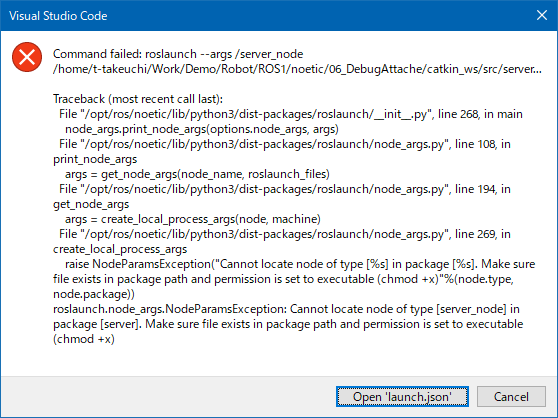 Visual Studio Code
Command failed: roslaunch --args /server_node
/home/t-takeuchi/Work/Demo/Robot/ROS1/noetic/06_DebugAttache/catkin_ws/src/server...
Traceback (most recent call last):
File "/opt/ros/noetic/lib/python3/dist-packages/roslaunch/__init__.py", line 268, in main
node_args.print_node_args(options.node_args, args)
File "/opt/ros/noetic/lib/python3/dist-packages/roslaunch/node_args.py", line 108, in
print_node_args
args = get_node_args(node_name, roslaunch_files)
File "/opt/ros/noetic/lib/python3/dist-packages/roslaunch/node_args.py", line 194, in
get_node_args
args = create_local_process_args(node, machine)
File "/opt/ros/noetic/lib/python3/dist-packages/roslaunch/node_args.py", line 269, in
create_local_process_args
raise NodeParamsException("Cannot locate node of type [%s] in package [%s]. Make sure
file exists in package path and permission is set to executable (chmod +x)"%(node.type,
node.package))
roslaunch.node_args.NodeParamsException: Cannot locate node of type [server_node] in
package [server]. Make sure file exists in package path and permission is set to executable
(chmod +x)
Open 'launch.json'
Cancel